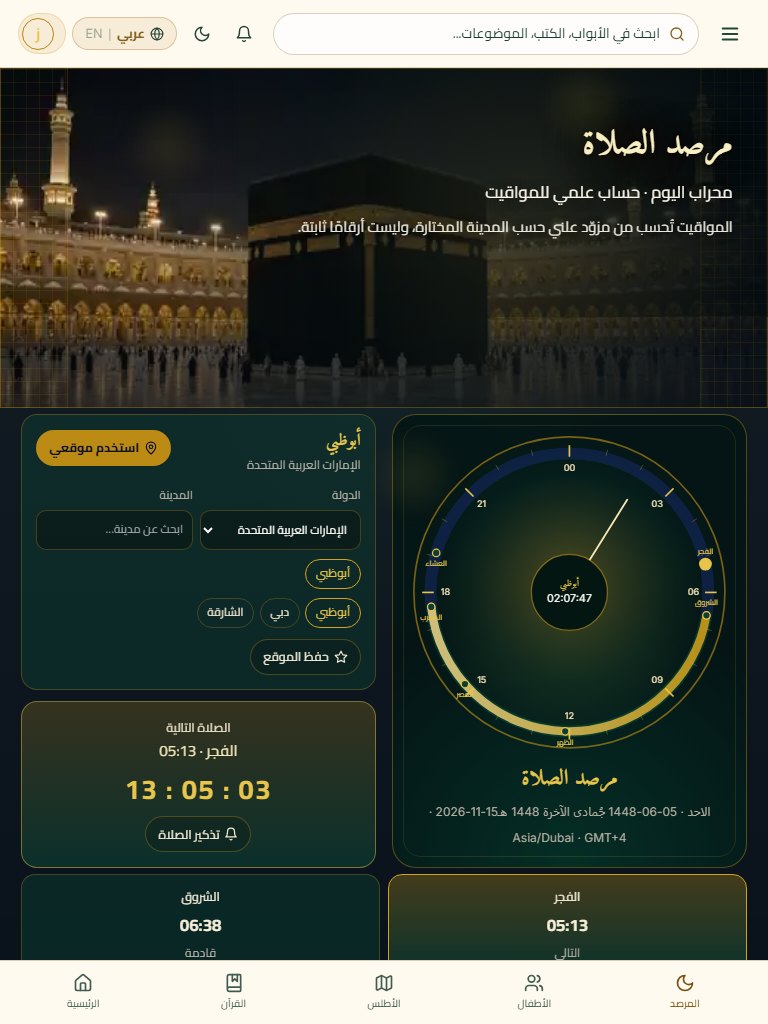 ابحث في الأبواب، الكتب، الموضوعات...
عربي | EN
j
مرصد الصلاة
محراب اليوم · حساب علمي للمواقيت
المواقيت تُحسب من مزوّد علني حسب المدينة المختارة، وليست أرقامًا ثابتة.
00
03
الفجر
06
الشروق
09
12
الظهر
15
العصر
18
العشاء
21
أبوظبي
02:07:47
مرصد الصلاة
الاحد · 05-06-1448 جُمادى الآخرة 1448 هـ · 2026-11-15
Asia/Dubai · GMT+4
أبوظبي
الإمارات العربية المتحدة
استخدم موقعي
الدولة
المدينة
الإمارات العربية المتحدة
ابحث عن مدينة...
أبوظبي
أبوظبي
دبي
الشارقة
حفظ الموقع
الصلاة التالية
الفجر · 05:13
13 : 05 : 03
تذكير الصلاة
الفجر
05:13
التالي
الشروق
06:38
قادمة
المرصد
الأطفال
الأطلس
القرآن
الرئيسية